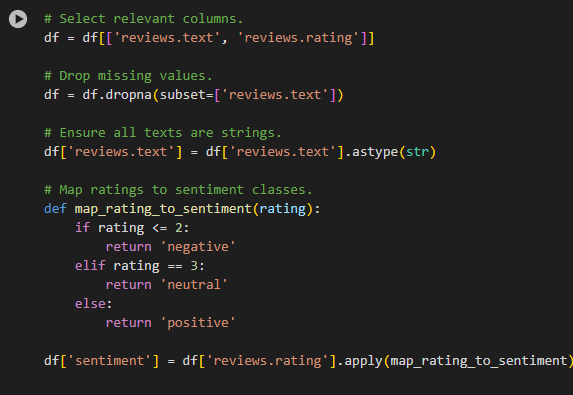 # Select relevant columns.
df = df[['reviews.text', 'reviews.rating']]

# Drop missing values.
df = df.dropna(subset=['reviews.text'])

# Ensure all texts are strings.
df['reviews.text'] = df['reviews.text'].astype(str)

# Map ratings to sentiment classes.
def map_rating_to_sentiment(rating):
    if rating <= 2:
        return 'negative'
    elif rating == 3:
        return 'neutral'
    else:
        return 'positive'

df['sentiment'] = df['reviews.rating'].apply(map_rating_to_sentiment)